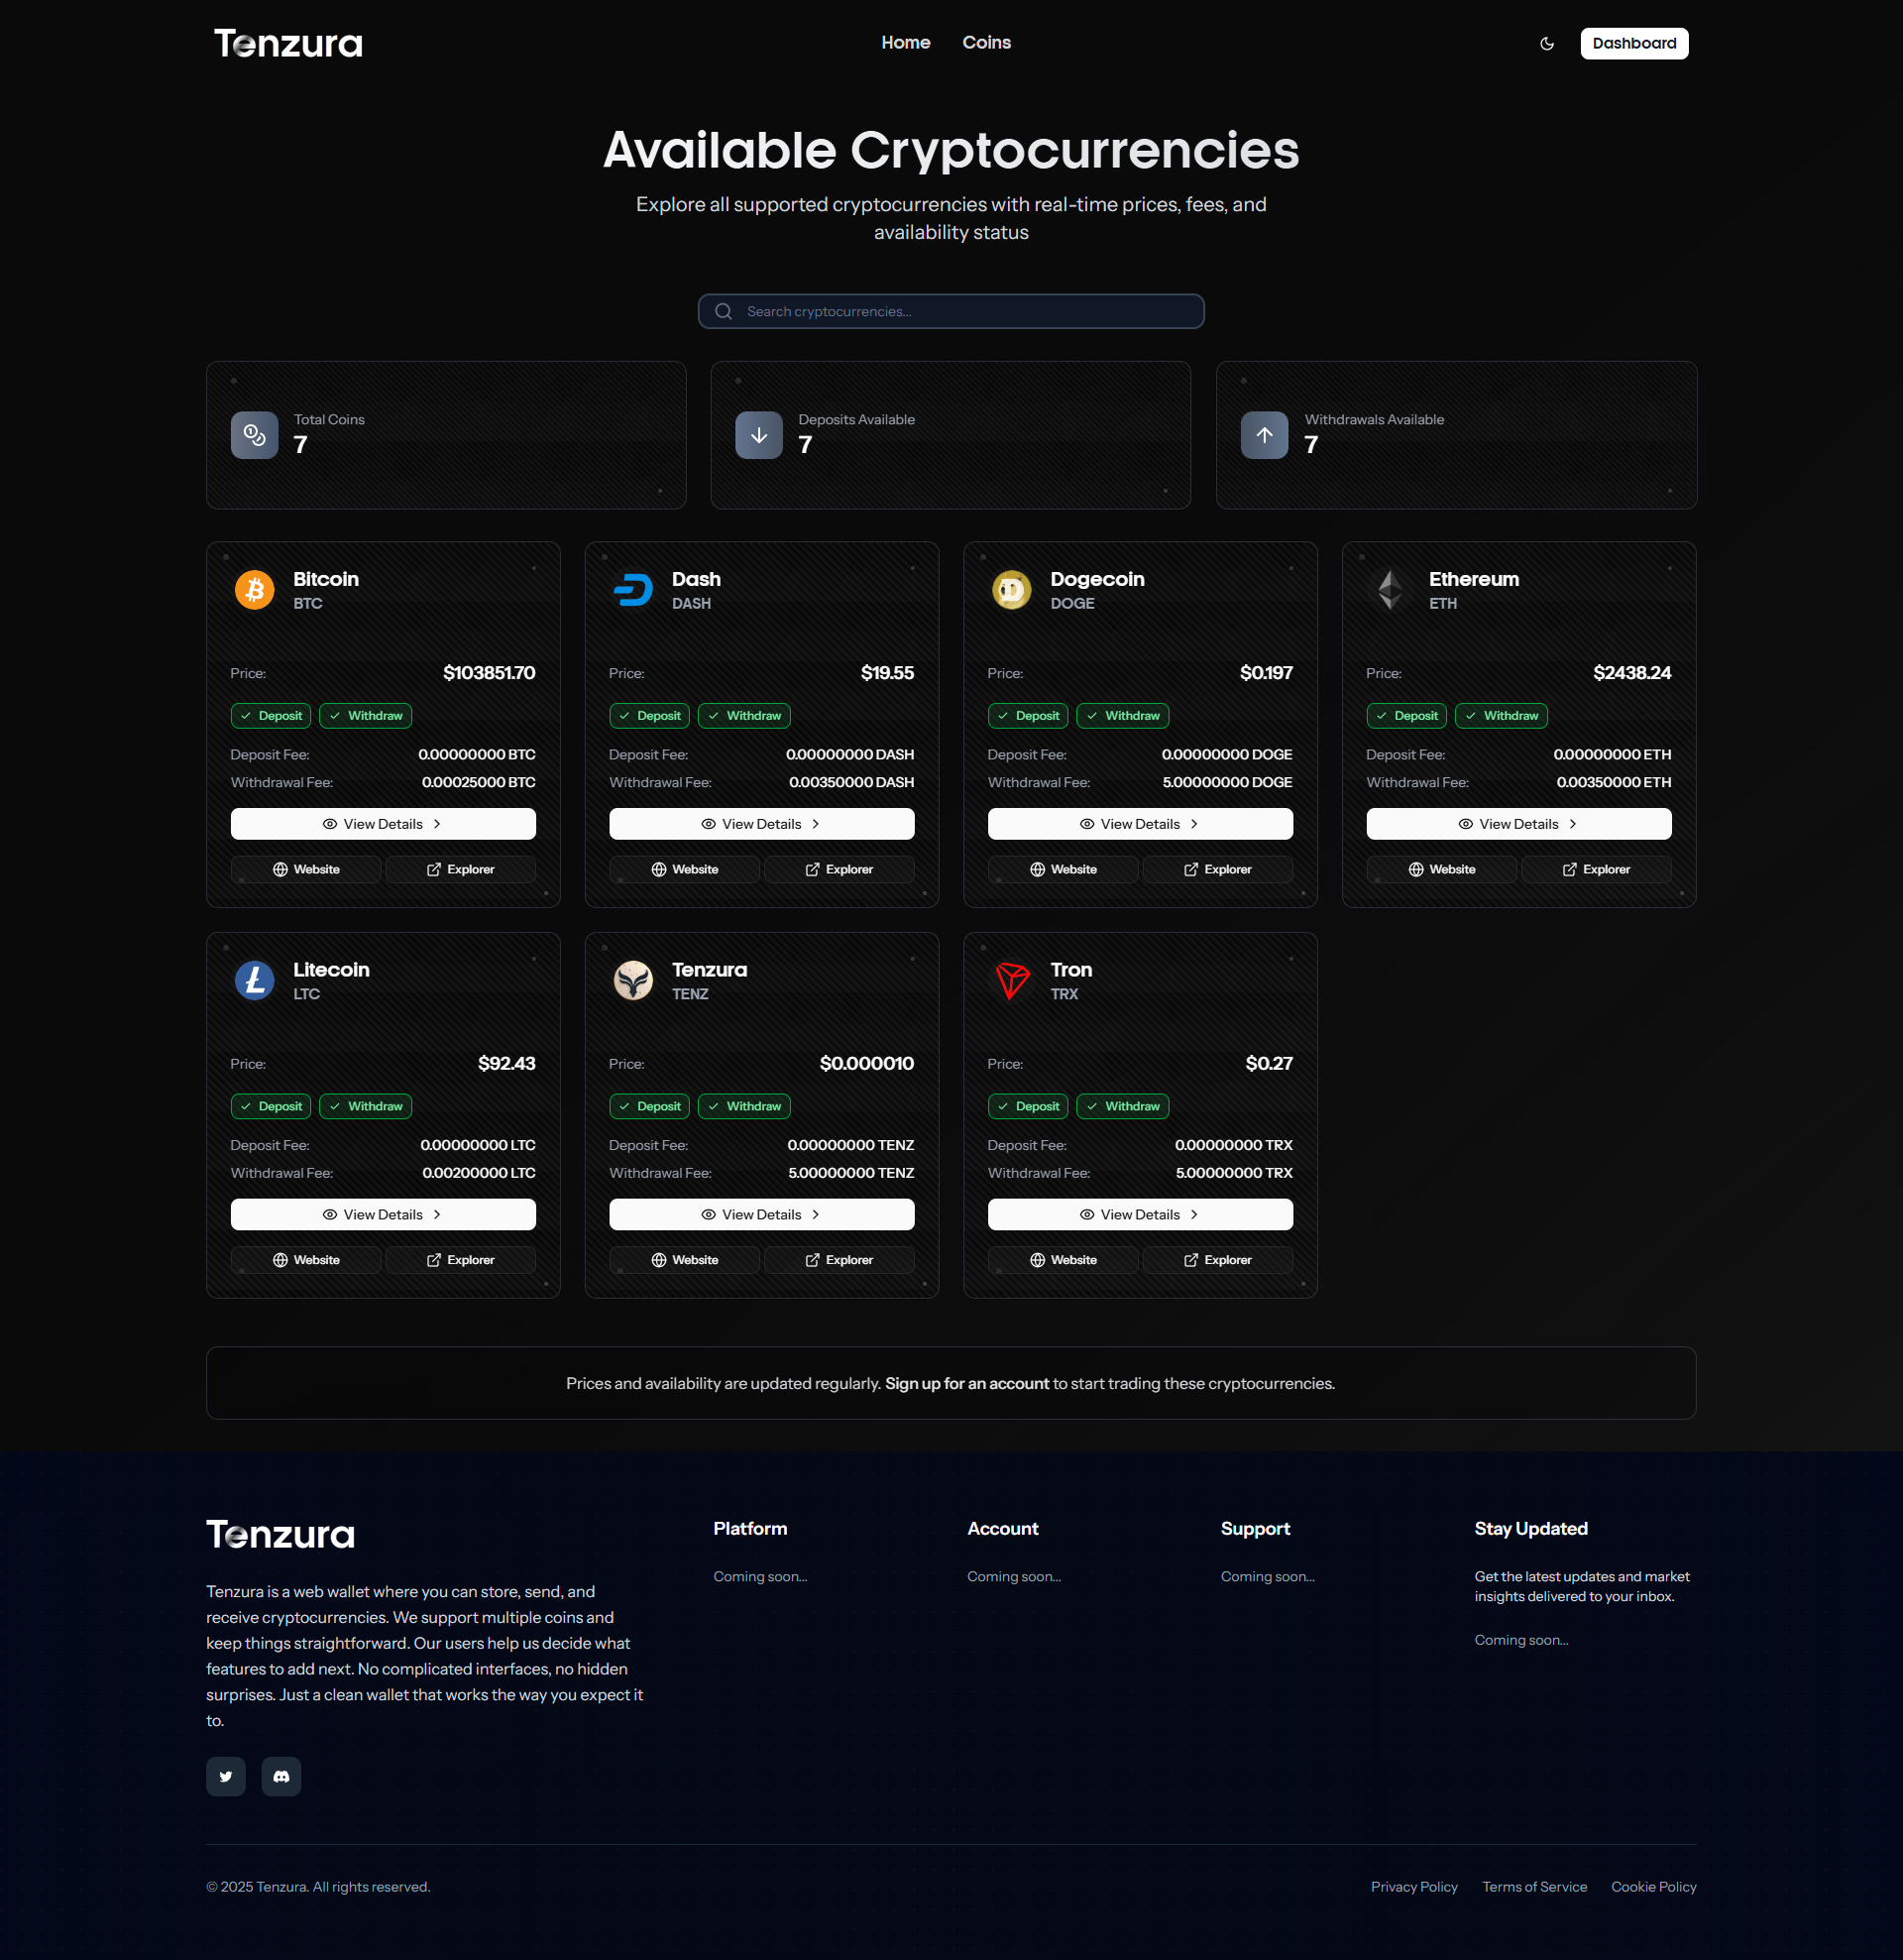 Tenzura
Home Coins
Dashboard
Available Cryptocurrencies
Explore all supported cryptocurrencies with real-time prices, fees, and
availability status
Search cryptocurrencies...
Total Coins
7
Deposits Available
7
Withdrawals Available
7
Bitcoin
BTC
Price: $103851.70
Deposit Withdraw
Deposit Fee: 0.00000000 BTC
Withdrawal Fee: 0.00025000 BTC
View Details
Website Explorer
Dash
DASH
Price: $19.55
Deposit Withdraw
Deposit Fee: 0.00000000 DASH
Withdrawal Fee: 0.00350000 DASH
View Details
Website Explorer
Dogecoin
DOGE
Price: $0.197
Deposit Withdraw
Deposit Fee: 0.00000000 DOGE
Withdrawal Fee: 5.00000000 DOGE
View Details
Website Explorer
Ethereum
ETH
Price: $2438.24
Deposit Withdraw
Deposit Fee: 0.00000000 ETH
Withdrawal Fee: 0.00350000 ETH
View Details
Website Explorer
Litecoin
LTC
Price: $92.43
Deposit Withdraw
Deposit Fee: 0.00000000 LTC
Withdrawal Fee: 0.00200000 LTC
View Details
Website Explorer
Tenzura
TENZ
Price: $0.000010
Deposit Withdraw
Deposit Fee: 0.00000000 TENZ
Withdrawal Fee: 5.00000000 TENZ
View Details
Website Explorer
Tron
TRX
Price: $0.27
Deposit Withdraw
Deposit Fee: 0.00000000 TRX
Withdrawal Fee: 5.00000000 TRX
View Details
Website Explorer
Prices and availability are updated regularly. Sign up for an account to start trading these cryptocurrencies.
Tenzura
Tenzura is a web wallet where you can store, send, and
receive cryptocurrencies. We support multiple coins and
keep things straightforward. Our users help us decide what
features to add next. No complicated interfaces, no hidden
surprises. Just a clean wallet that works the way you expect it
to.
Platform
Coming soon...
Account
Coming soon...
Support
Coming soon...
Stay Updated
Get the latest updates and market
insights delivered to your inbox.
Coming soon...
© 2025 Tenzura. All rights reserved.
Privacy Policy Terms of Service Cookie Policy